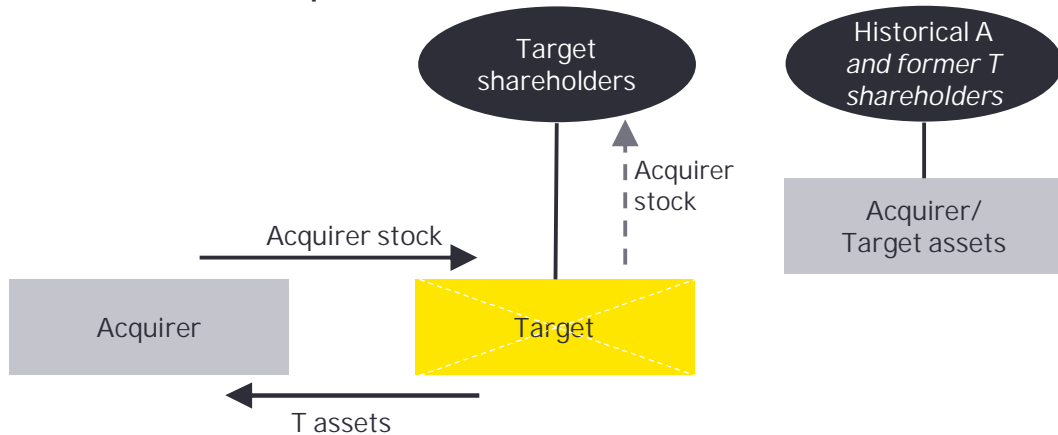 Target
shareholders
Historical A
and former T
shareholders
Acquirer
stock
Acquirer/
Target assets
Acquirer stock
Acquirer
Target
T assets